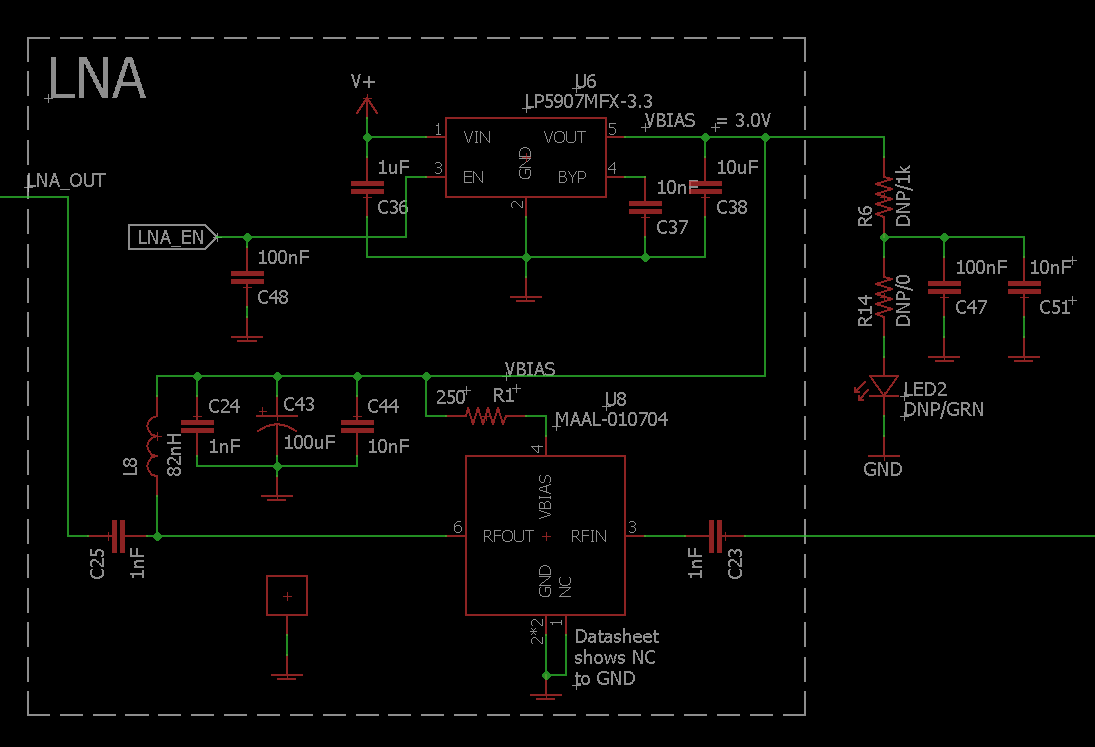 LNA
V+
U6
LP5907MFX-3.3
1
VIN
VOUT
5
VBIAS = 3.0V
GND
3
EN
BYP
4
2
1uF
C36
10nF
C37
10uF
C38
LNA_OUT
LNA_EN
100nF
C48
R6
DNP/1k
R14
DNP/0
100nF
C47
10nF
C51
LED2
DNP/GRN
GND
VBIAS
C24
1nF
C43
100uF
C44
10nF
250
R1
U8
MAAL-010704
L8
82nH
4
VBIAS
6
RFOUT
RFIN
3
GND
NC
2*2
1
C25
1nF
1nF
C23
Datasheet
shows NC
to GND